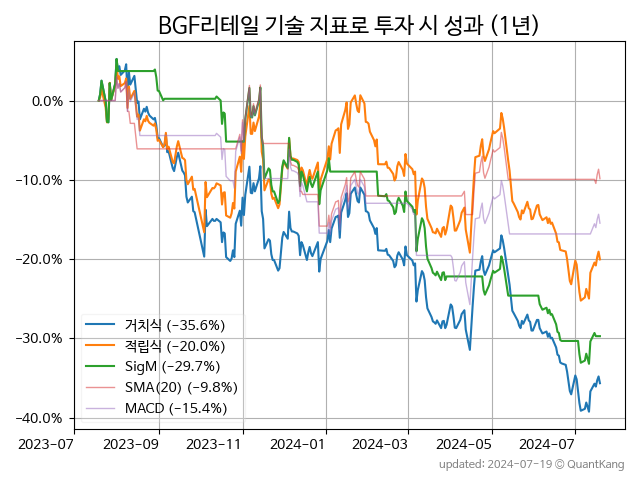 BGF리테일 기술 지표로 투자 시 성과 (1년)
0.0%
−10.0%
−20.0%
−30.0%
−40.0%
거치식 (−35.6%)
적립식 (−20.0%)
SigM (−29.7%)
SMA(20) (−9.8%)
MACD (−15.4%)
2023-07 2023-09 2023-11 2024-01 2024-03 2024-05 2024-07
updated: 2024-07-19 © QuantKang